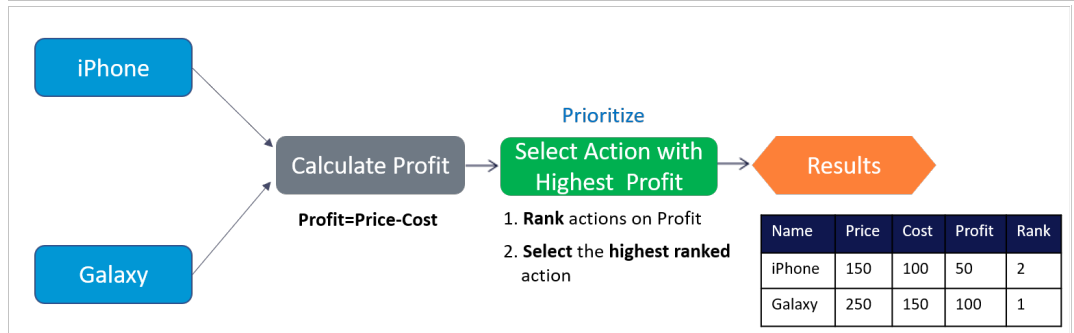 iPhone
Galaxy
Calculate Profit
Profit=Price-Cost
Prioritize
Select Action with
Highest Profit
1. Rank actions on Profit
2. Select the highest ranked
action
Results
Name Price Cost Profit Rank
iPhone 150 100 50 2
Galaxy 250 150 100 1